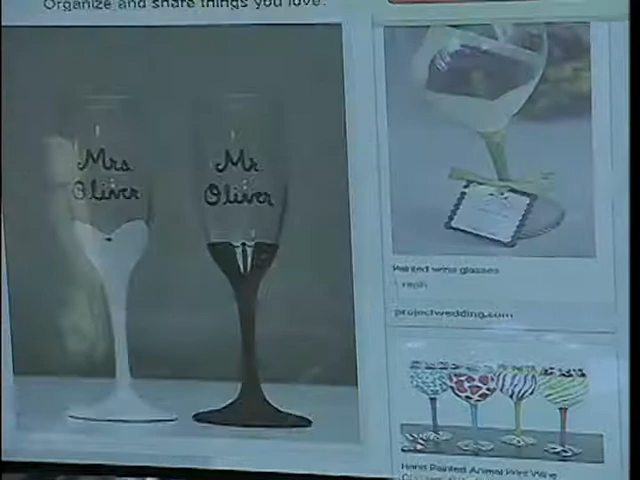 Organize and share things you love.
Mrs
Oliver
Mr
Oliver
Painted wine glasses
1 repin
projectwedding.com
Hand Painted Animal Print Wine